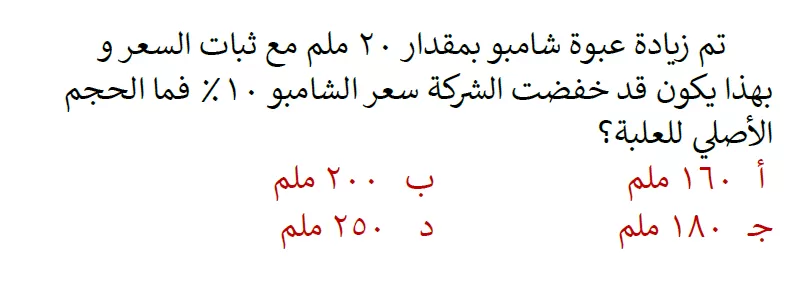 تم زيادة عبوة شامبو بمقدار ٢٠ ملم مع ثبات السعر و
بهذا يكون قد خفضت الشركة سعر الشامبو ١٠ ٪ فما الحجم
الأصلي للعلبة؟
أ ١٦٠ ملم ب ٢٠٠ ملم
جـ ١٨٠ ملم د ٢٥٠ ملم